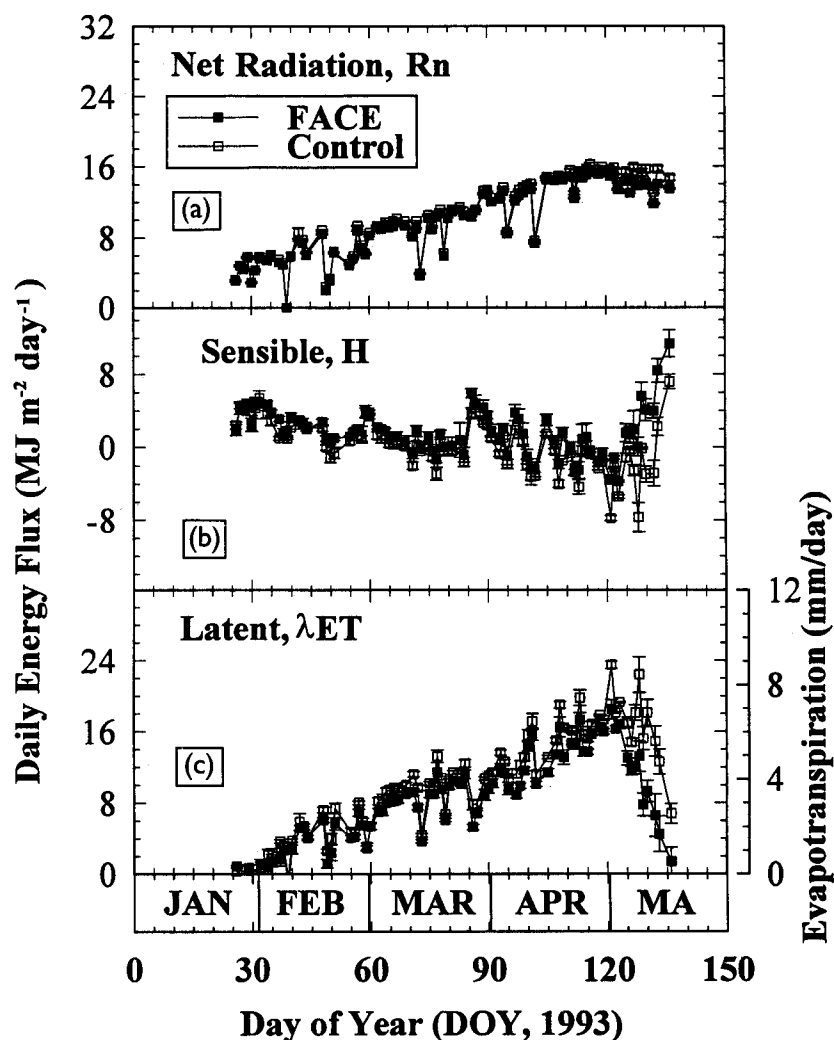 32
Net Radiation, Rn
24
FACE
Control
16
(a)
8
0
Sensible, H
8
0
-8
(b)
Daily Energy Flux (MJ m⁻² day⁻¹)
12
Latent, λET
24
8
16
(c)
4
8
0
0
Evapotranspiration (mm/day)
JAN FEB MAR APR MA
0 30 60 90 120 150
Day of Year (DOY, 1993)